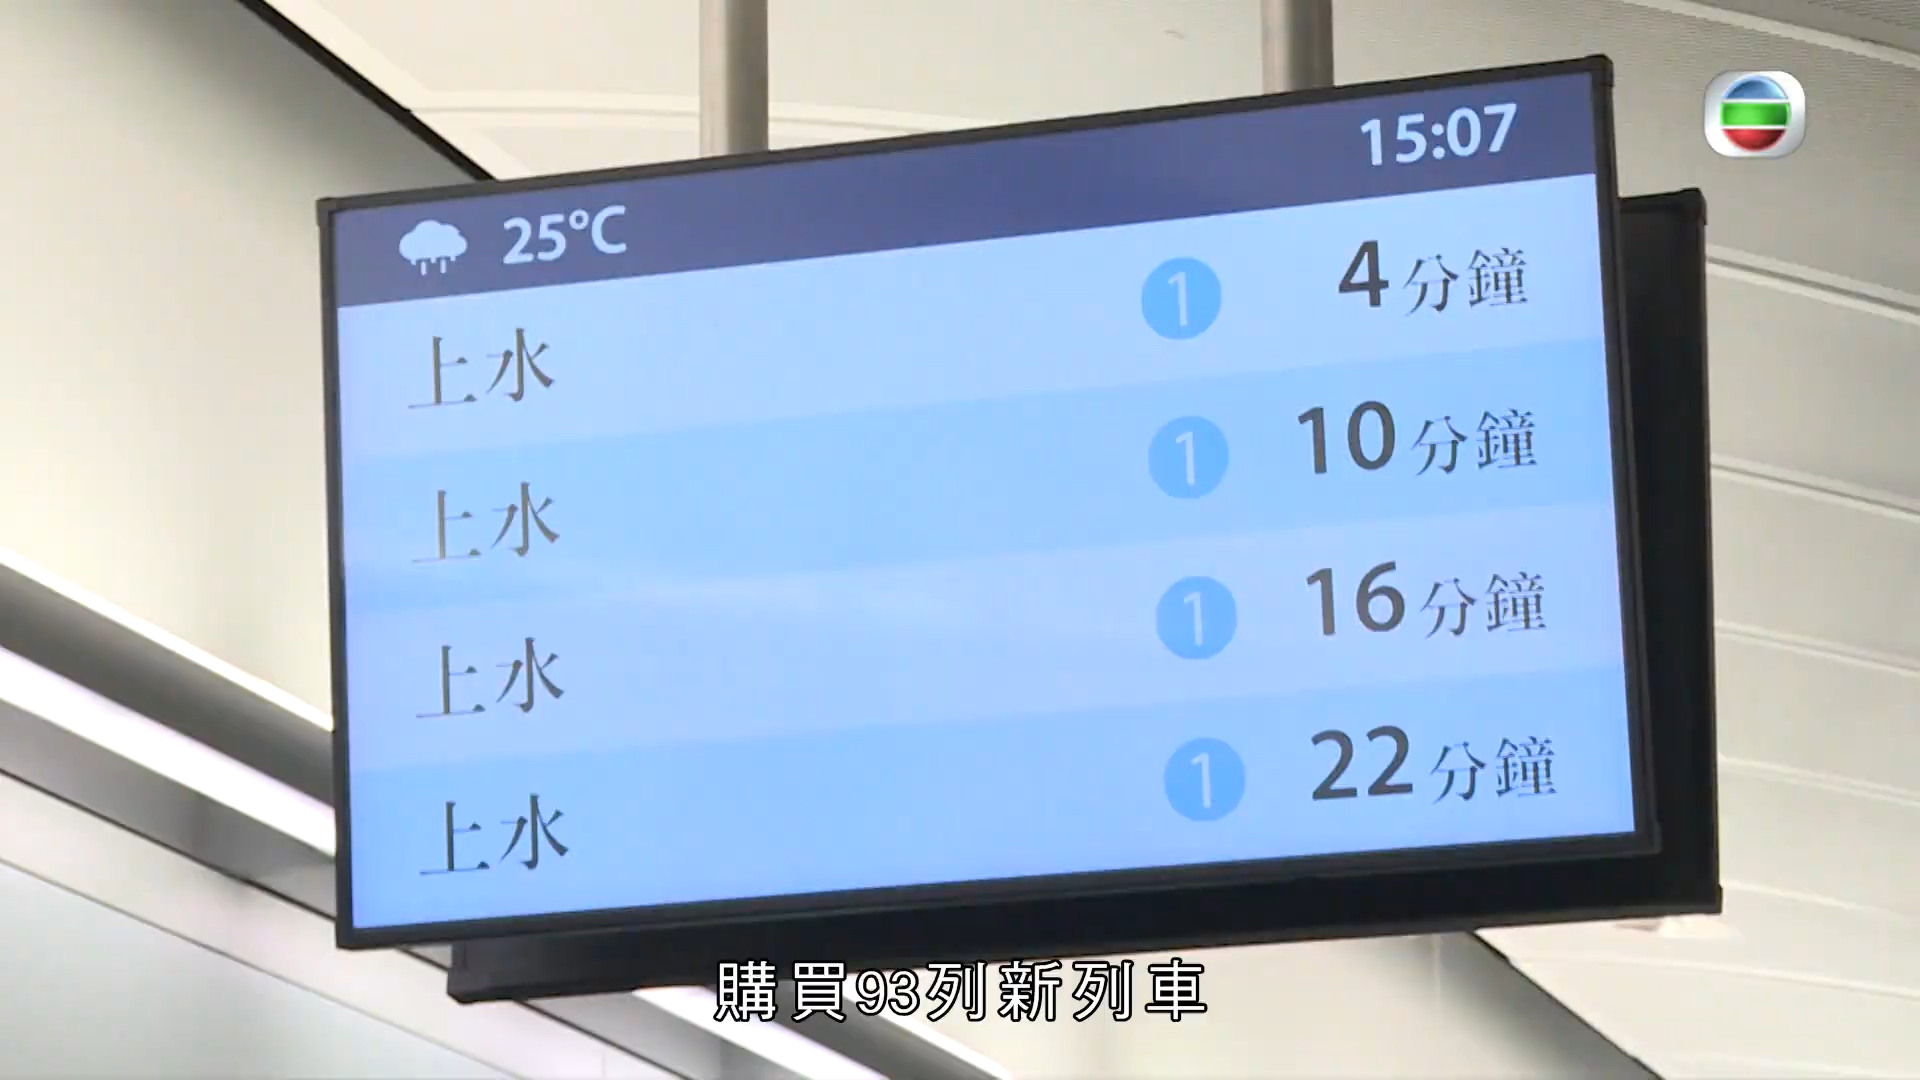 25°C 15:07
上水 1 4分鐘
上水 1 10分鐘
上水 1 16分鐘
上水 1 22分鐘
購買93列新列車